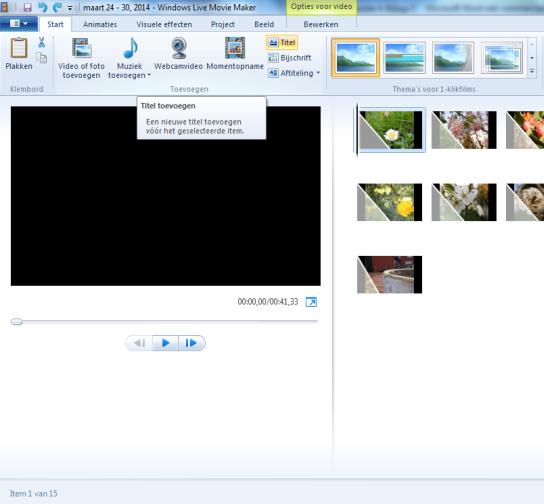 maart 24 - 30, 2014 - Windows Live Movie Maker
Opties voor video
Start
Animaties
Visuele effecten
Project
Beeld
Bewerken
Plakken
Video of foto toevoegen
Muziek toevoegen
Webcamvideo
Momentopname
Titel
Bijschrift
Aftiteling
Klembord
Toevoegen
Thema's voor 1-klikfilms
Titel toevoegen
Een nieuwe titel toevoegen
vóór het geselecteerde item.
00:00,00/00:41,33
Item 1 van 15